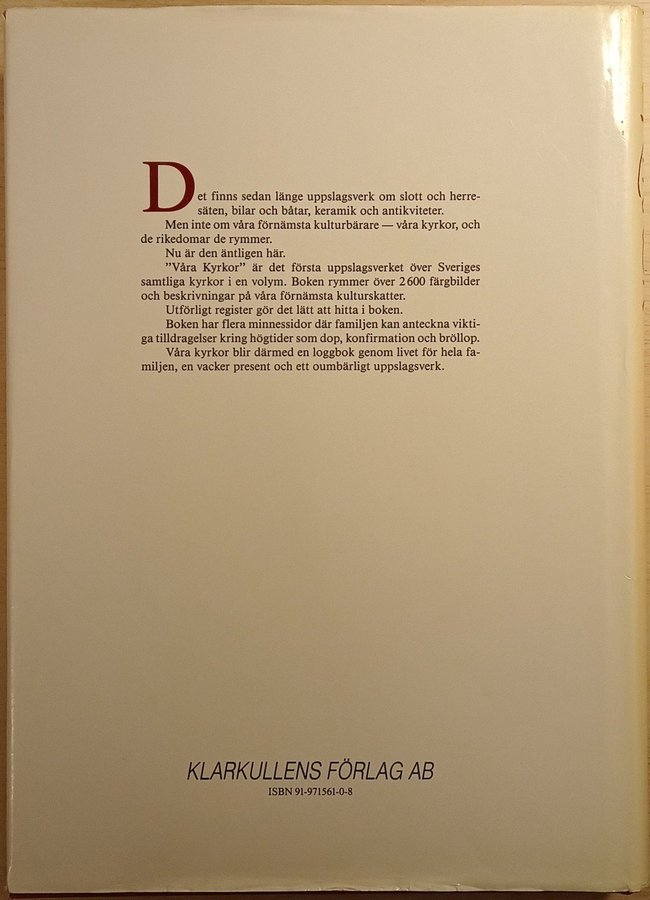 Det finns sedan länge uppslagsverk om slott och herre-
säten, bilar och båtar, keramik och antikviteter.
Men inte om våra förnämsta kulturbärare — våra kyrkor, och
de rikedomar de rymmer.
Nu är den äntligen här.
"Våra Kyrkor" är det första uppslagsverket över Sveriges
samtliga kyrkor i en volym. Boken rymmer över 2 600 färgbilder
och beskrivningar på våra förnämsta kulturskatter.
Utförligt register gör det lätt att hitta i boken.
Boken har flera minnessidor där familjen kan anteckna vikti-
ga tilldragelser kring högtider som dop, konfirmation och bröllop.
Våra kyrkor blir därmed en loggbok genom livet för hela fa-
miljen, en vacker present och ett oumbärligt uppslagsverk.
KLARKULLENS FÖRLAG AB
ISBN 91-971561-0-8